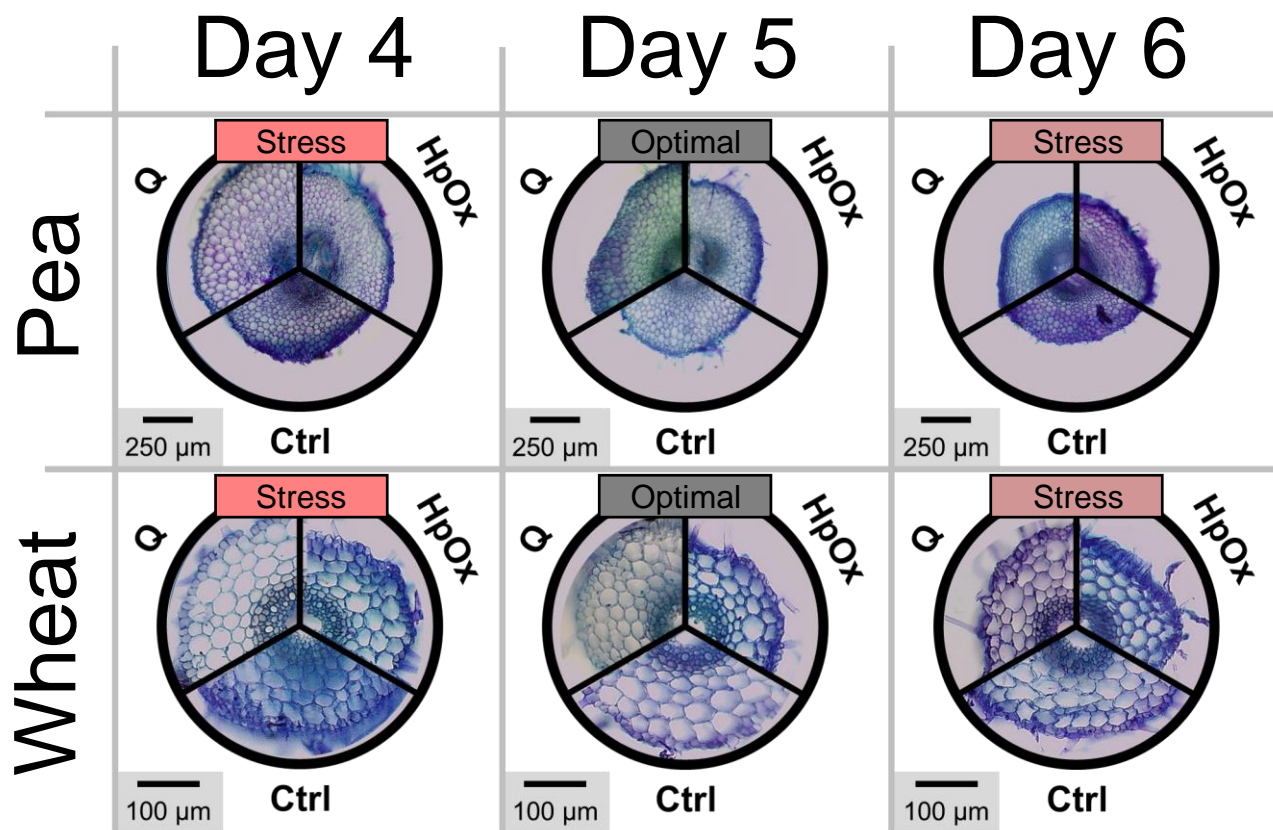 Day 4
Day 5
Day 6
Pea
Stress
Q
HpOx
250 µm
Ctrl
Optimal
Q
HpOx
250 µm
Ctrl
Stress
Q
HpOx
250 µm
Ctrl
Wheat
Stress
Q
HpOx
100 µm
Ctrl
Optimal
Q
HpOx
100 µm
Ctrl
Stress
Q
HpOx
100 µm
Ctrl